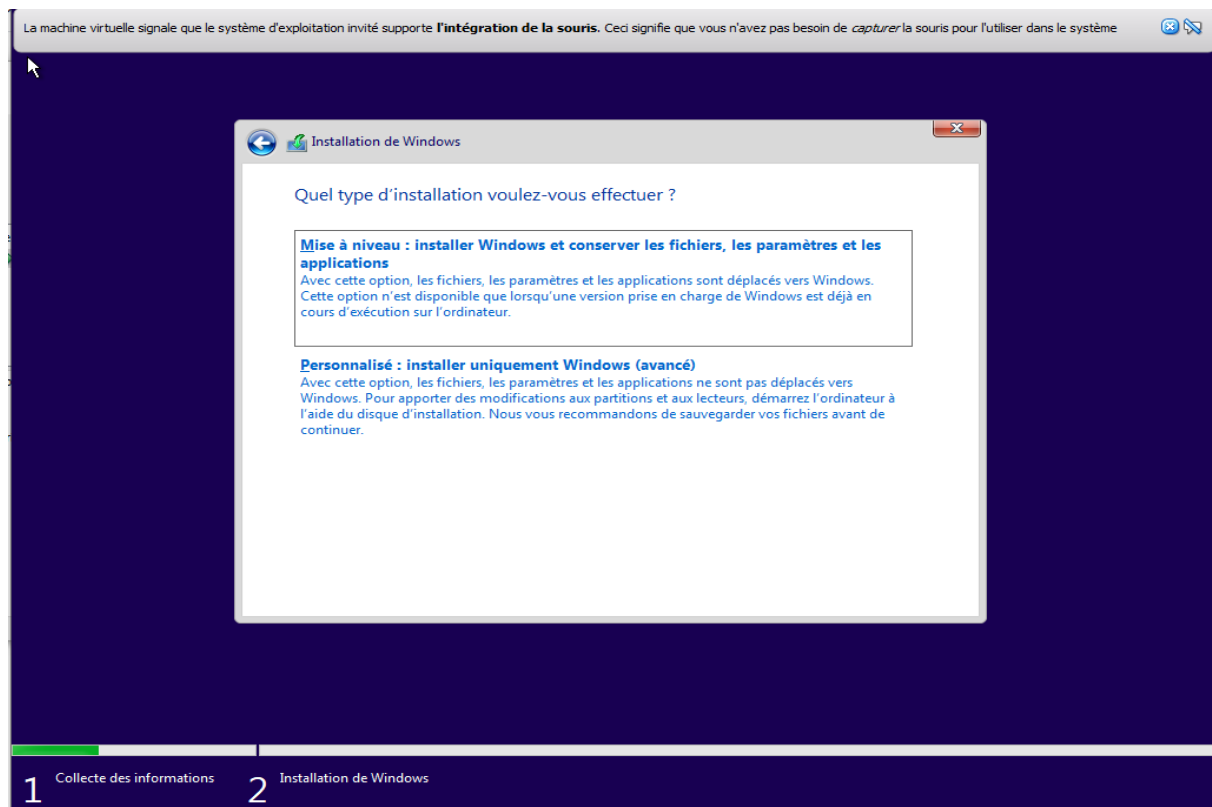 La machine virtuelle signale que le système d'exploitation invité supporte l'intégration de la souris. Ceci signifie que vous n'avez pas besoin de capturer la souris pour l'utiliser dans le système
Installation de Windows
Quel type d'installation voulez-vous effectuer ?
Mise à niveau : installer Windows et conserver les fichiers, les paramètres et les
applications
Avec cette option, les fichiers, les paramètres et les applications sont déplacés vers Windows.
Cette option n'est disponible que lorsqu'une version prise en charge de Windows est déjà en
cours d'exécution sur l'ordinateur.
Personnalisé : installer uniquement Windows (avancé)
Avec cette option, les fichiers, les paramètres et les applications ne sont pas déplacés vers
Windows. Pour apporter des modifications aux partitions et aux lecteurs, démarrez l'ordinateur à
l'aide du disque d'installation. Nous vous recommandons de sauvegarder vos fichiers avant de
continuer.
1 Collecte des informations 2 Installation de Windows